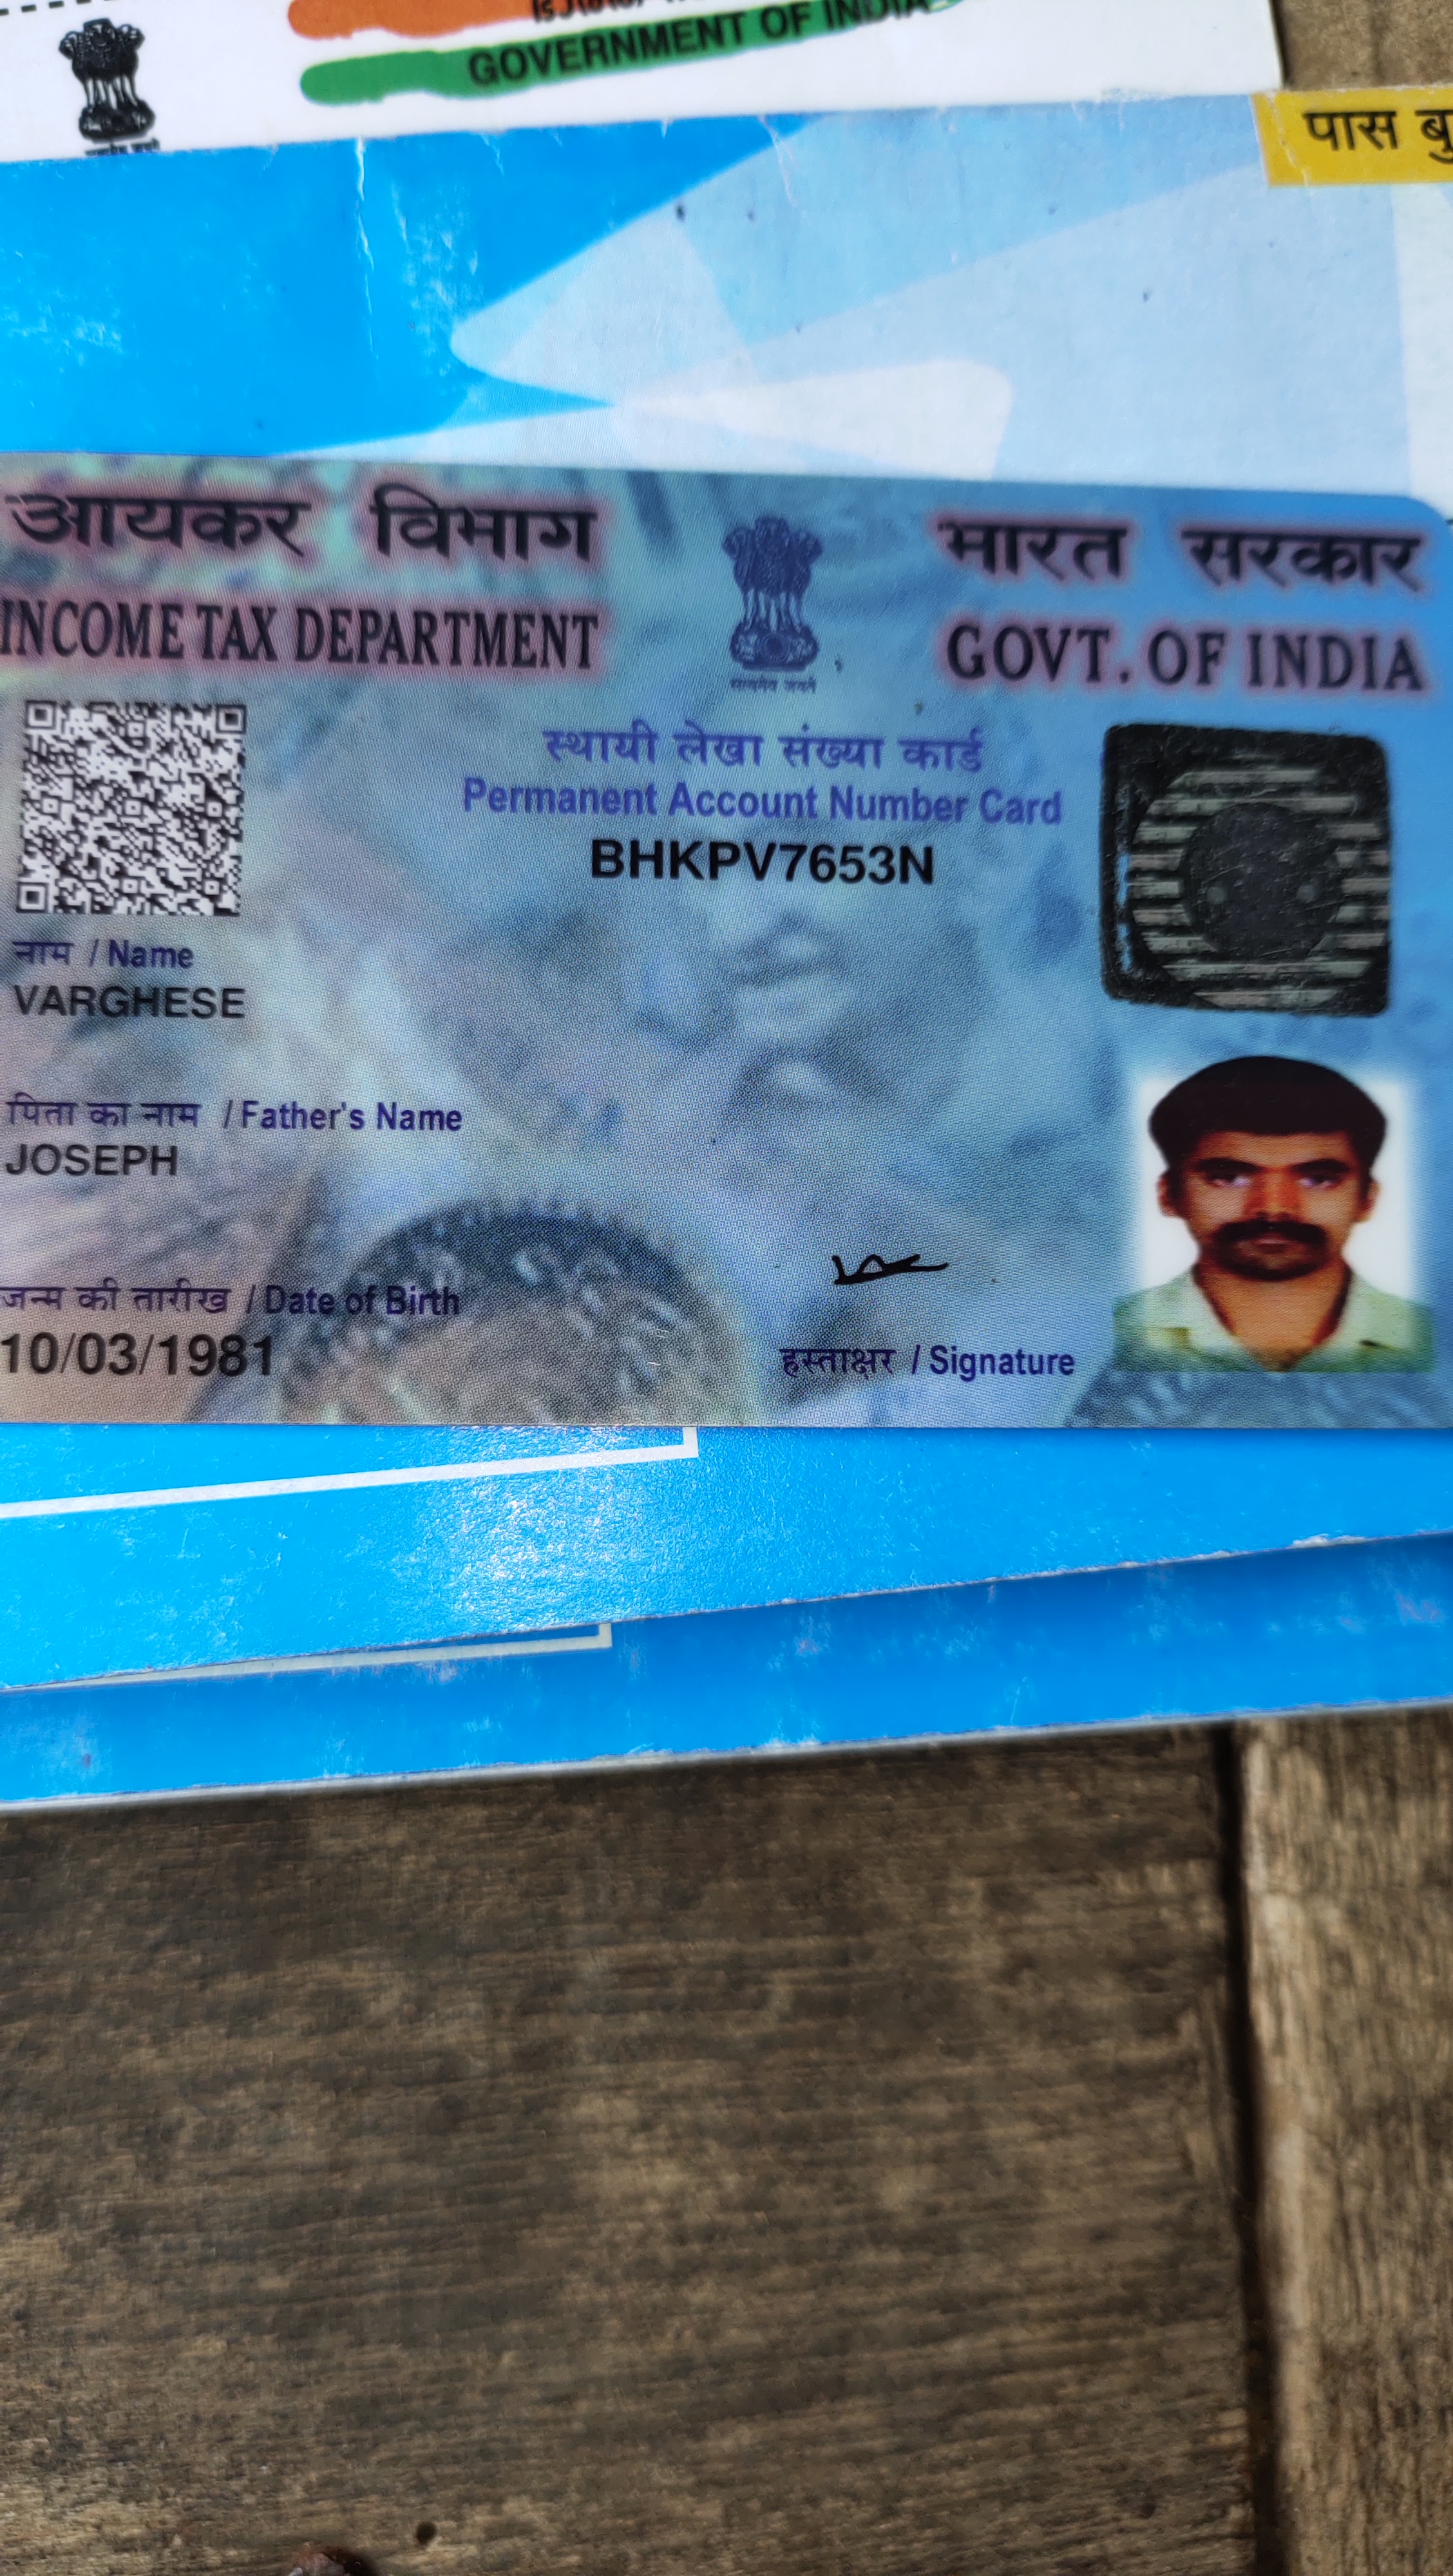 GOVERNMENT OF INDIA
पास
आयकर विभाग
भारत सरकार
INCOME TAX DEPARTMENT
GOVT. OF INDIA
सत्यमेव जयते
स्थायी लेखा संख्या कार्ड
Permanent Account Number Card
BHKPV7653N
नाम / Name
VARGHESE
पिता का नाम / Father's Name
JOSEPH
जन्म की तारीख / Date of Birth
10/03/1981
हस्ताक्षर / Signature